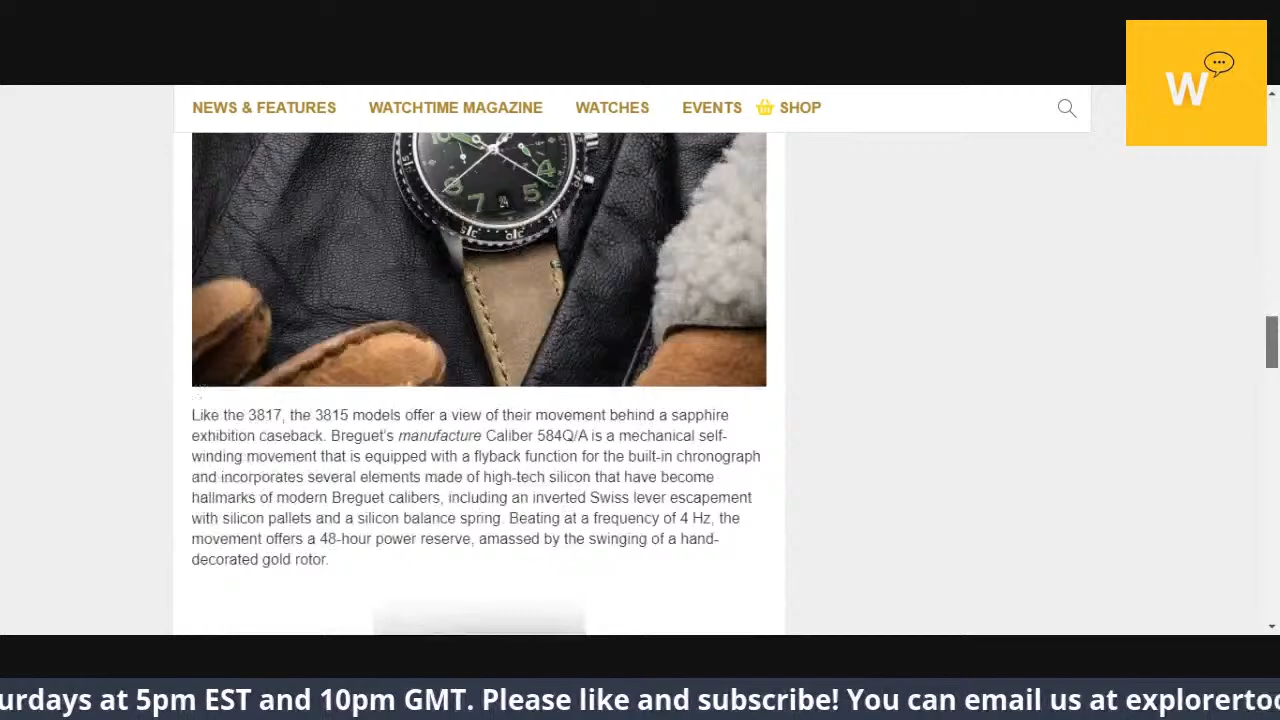 W
NEWS & FEATURES WATCHTIME MAGAZINE WATCHES EVENTS SHOP
4
5
7
8
24
Like the 3817, the 3815 models offer a view of their movement behind a sapphire
exhibition caseback. Breguet's manufacture Caliber 584Q/A is a mechanical self-
winding movement that is equipped with a flyback function for the built-in chronograph
and incorporates several elements made of high-tech silicon that have become
hallmarks of modern Breguet calibers, including an inverted Swiss lever escapement
with silicon pallets and a silicon balance spring. Beating at a frequency of 4 Hz, the
movement offers a 48-hour power reserve, amassed by the swinging of a hand-
decorated gold rotor.
urdays at 5pm EST and 10pm GMT. Please like and subscribe! You can email us at explorertoo